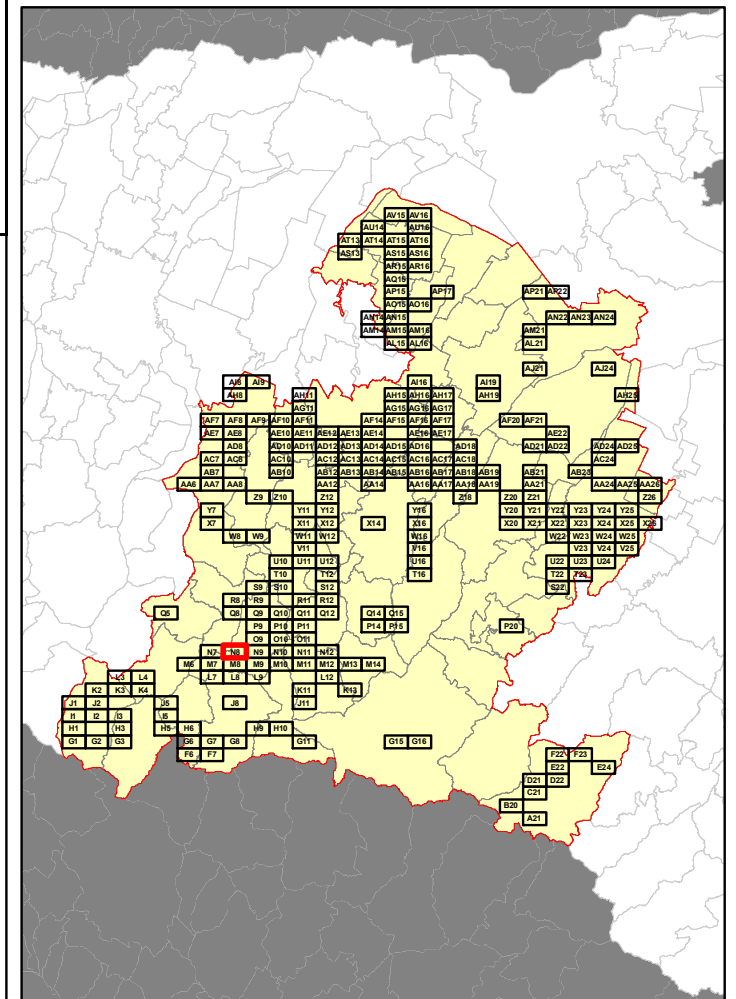 AV15 AV16
AU14 AU16
AT13 AT14 AT15 AT16
AS13 AS15 AS16
AR15 AR16
AQ15
AP15 AP17 AP21 AP22
AO15 AO16
AN14 AN15 AN22 AN23 AN24
AM14 AM15 AM16 AM21
AL15 AL16 AL21
AJ21 AJ24
AI8 AI9 AI16 AI19
AH8 AH11 AH15 AH16 AH17 AH19 AH25
AG11 AG15 AG16 AG17
AF7 AF8 AF9 AF10 AF11 AF14 AF15 AF16 AF17 AF20 AF21
AE7 AE8 AE10 AE11 AE12 AE13 AE14 AE16 AE17 AE22
AD8 AD10 AD11 AD12 AD13 AD14 AD15 AD16 AD18 AD21 AD22 AD24 AD25
AC7 AC8 AC10 AC12 AC13 AC14 AC15 AC16 AC17 AC18 AC24
AB7 AB10 AB12 AB13 AB14 AB15 AB16 AB17 AB18 AB19 AB21 AB23
AA6 AA7 AA8 AA12 AA14 AA16 AA17 AA18 AA19 AA21 AA24 AA25 AA26
Z9 Z10 Z12 Z18 Z20 Z21 Z26
Y7 Y11 Y12 Y16 Y20 Y21 Y22 Y23 Y24 Y25
X7 X11 X12 X14 X16 X20 X21 X22 X23 X24 X25 X26
W8 W9 W11 W12 W16 W22 W23 W24 W25
V11 V16 V23 V24 V25
U10 U11 U12 U16 U22 U23 U24
T10 T12 T16 T22 T23
S9 S10 S12 S22
R8 R9 R11 R12
Q5 Q8 Q9 Q10 Q11 Q12 Q14 Q15
P9 P10 P11 P14 P15 P20
O9 O10 O11
N7 N8 N9 N10 N11 N12
M6 M7 M8 M9 M10 M11 M12 M13 M14
L3 L4 L7 L8 L9 L12
K2 K3 K4 K11 K13
J1 J2 J5 J8 J11
I1 I2 I3 I5
H1 H3 H5 H6 H9 H10
G1 G2 G3 G6 G7 G8 G11 G15 G16
F6 F7 F22 F23
E22 E24
D21 D22
C21
B20
A21